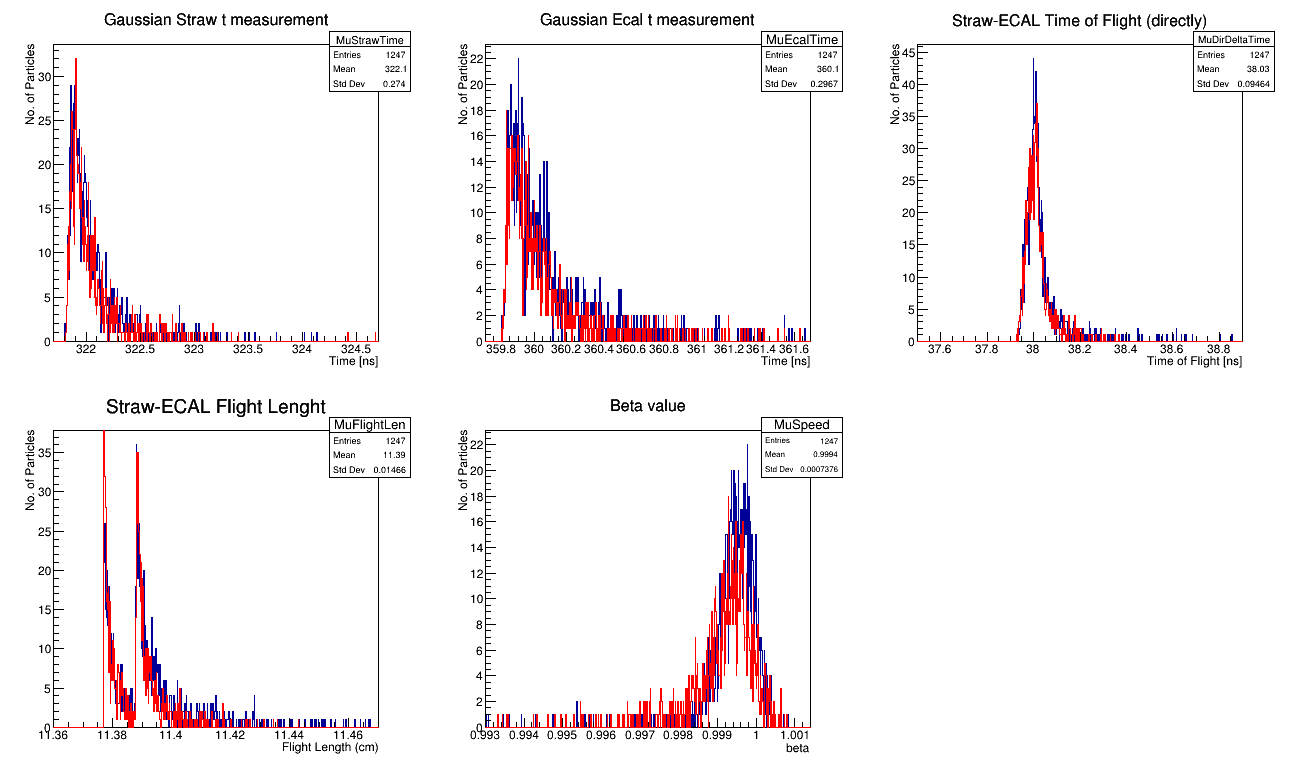 Gaussian Straw t measurement
No. of Particles
MuStrawTime
Entries 1247
Mean 322.1
Std Dev 0.274
30
25
20
15
10
5
0
322 322.5 323 323.5 324 324.5
Time [ns]
Gaussian Ecal t measurement
No. of Particles
MuEcalTime
Entries 1247
Mean 360.1
Std Dev 0.2967
22
20
18
16
14
12
10
8
6
4
2
0
359.8 360 360.2 360.4 360.6 360.8 361 361.2 361.4 361.6
Time [ns]
Straw-ECAL Time of Flight (directly)
No. of Particles
MuDirDeltaTime
Entries 1247
Mean 38.03
Std Dev 0.09464
45
40
35
30
25
20
15
10
5
0
37.6 37.8 38 38.2 38.4 38.6 38.8
Time of Flight [ns]
Straw-ECAL Flight Lenght
No. of Particles
MuFlightLen
Entries 1247
Mean 11.39
Std Dev 0.01466
35
30
25
20
15
10
5
0
11.36 11.38 11.4 11.42 11.44 11.46
Flight Length (cm)
Beta value
No. of Particles
MuSpeed
Entries 1247
Mean 0.9994
Std Dev 0.0007376
22
20
18
16
14
12
10
8
6
4
2
0
0.993 0.994 0.995 0.996 0.997 0.998 0.999 1 1.001
beta